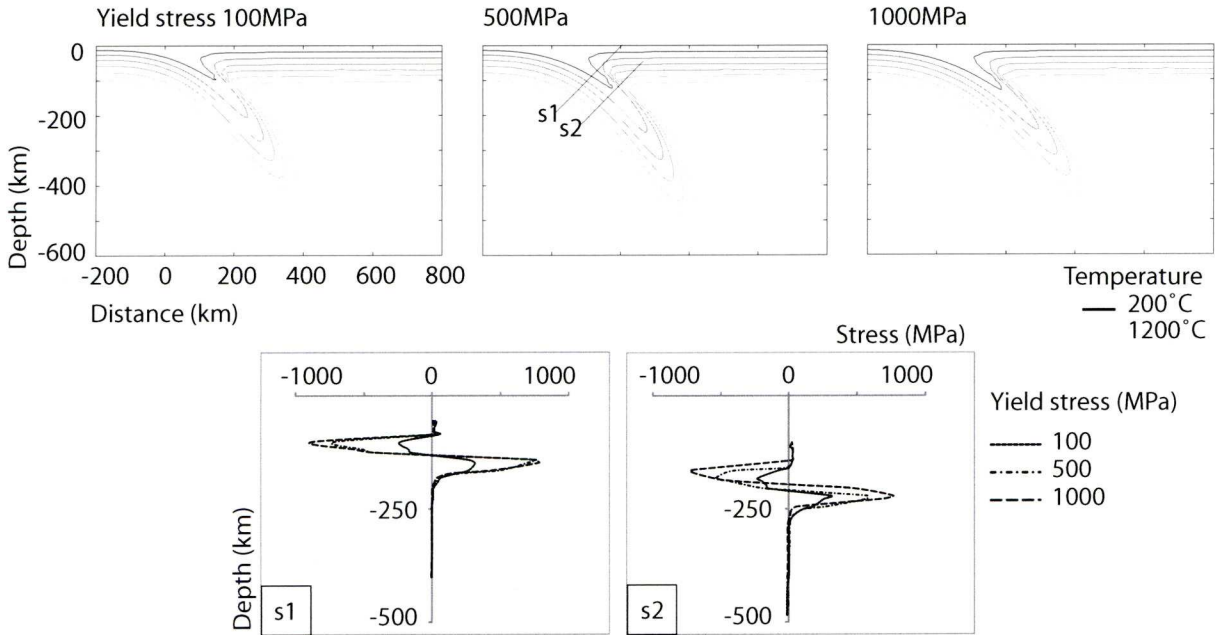 Yield stress 100MPa
500MPa
1000MPa
0
-200
-400
-600
Depth (km)
-200 0 200 400 600 800
Distance (km)
s1
s2
Temperature
200˚C
1200˚C
Stress (MPa)
-1000 0 1000
-250
-500
Depth (km)
s1
-1000 0 1000
-250
-500
s2
Yield stress (MPa)
100
500
1000